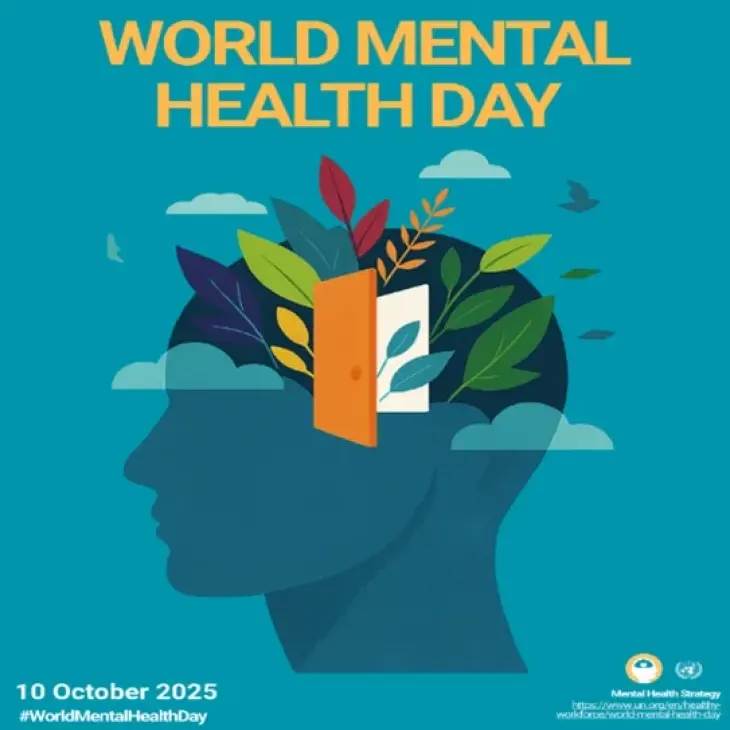 WORLD MENTAL
HEALTH DAY
10 October 2025
#WorldMentalHealthDay
Mental Health Strategy
https://www.un.org/en/healthy-
workforce/world-mental-health-day